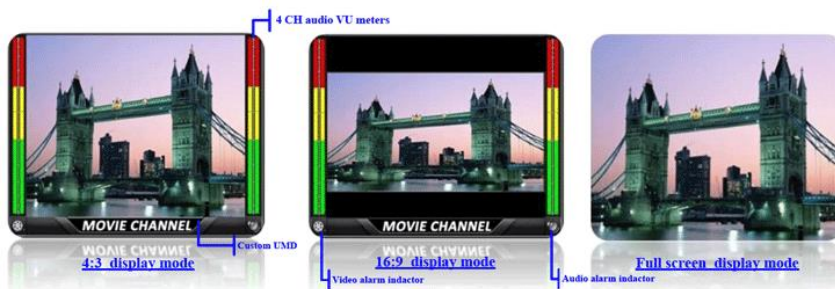 4 CH audio VU meters
MOVIE CHANNEL
MOVIE CHANNEL
Custom UMD
4:3 display mode
16:9 display mode
Full screen display mode
Video alarm indactor
Audio alarm indactor